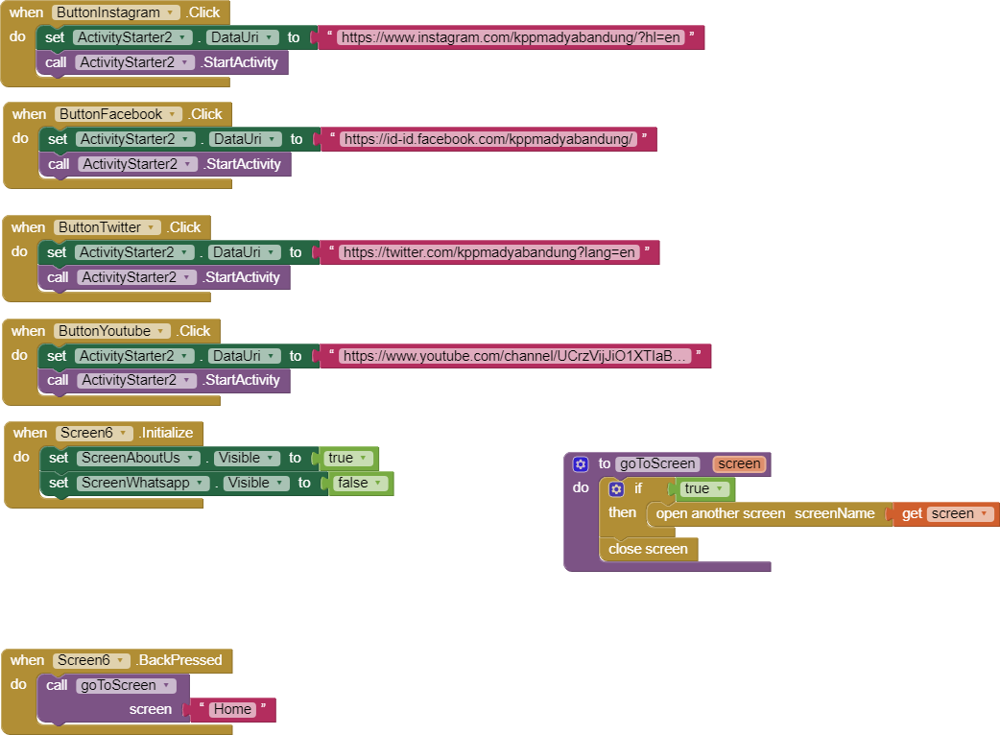 when ButtonInstagram .Click
do set ActivityStarter2 . DataUri to " https://www.instagram.com/kppmadyabandung/?hl=en "
call ActivityStarter2 .StartActivity
when ButtonFacebook .Click
do set ActivityStarter2 . DataUri to " https://id-id.facebook.com/kppmadyabandung/ "
call ActivityStarter2 .StartActivity
when ButtonTwitter .Click
do set ActivityStarter2 . DataUri to " https://twitter.com/kppmadyabandung?lang=en "
call ActivityStarter2 .StartActivity
when ButtonYoutube .Click
do set ActivityStarter2 . DataUri to " https://www.youtube.com/channel/UCrzVijJiO1XTIaB... "
call ActivityStarter2 .StartActivity
when Screen6 .Initialize
do set ScreenAboutUs . Visible to true
set ScreenWhatsapp . Visible to false
to goToScreen screen
do if true
then open another screen screenName get screen
close screen
when Screen6 .BackPressed
do call goToScreen
screen " Home "